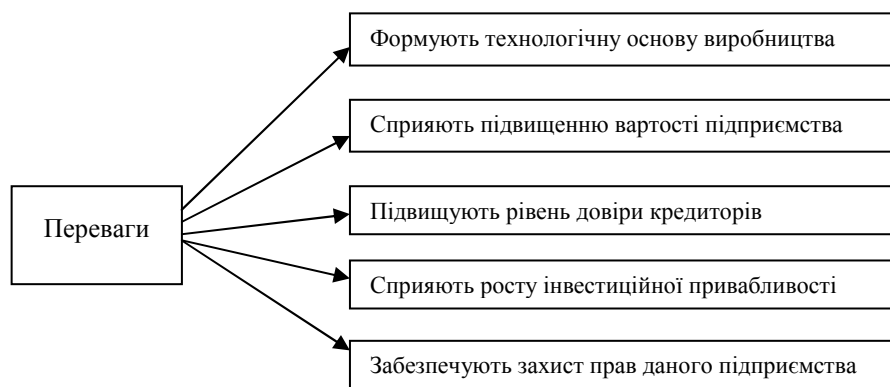 Формують технологічну основу виробництва
Сприяють підвищенню вартості підприємства
Переваги
Підвищують рівень довіри кредиторів
Сприяють росту інвестиційної привабливості
Забезпечують захист прав даного підприємства